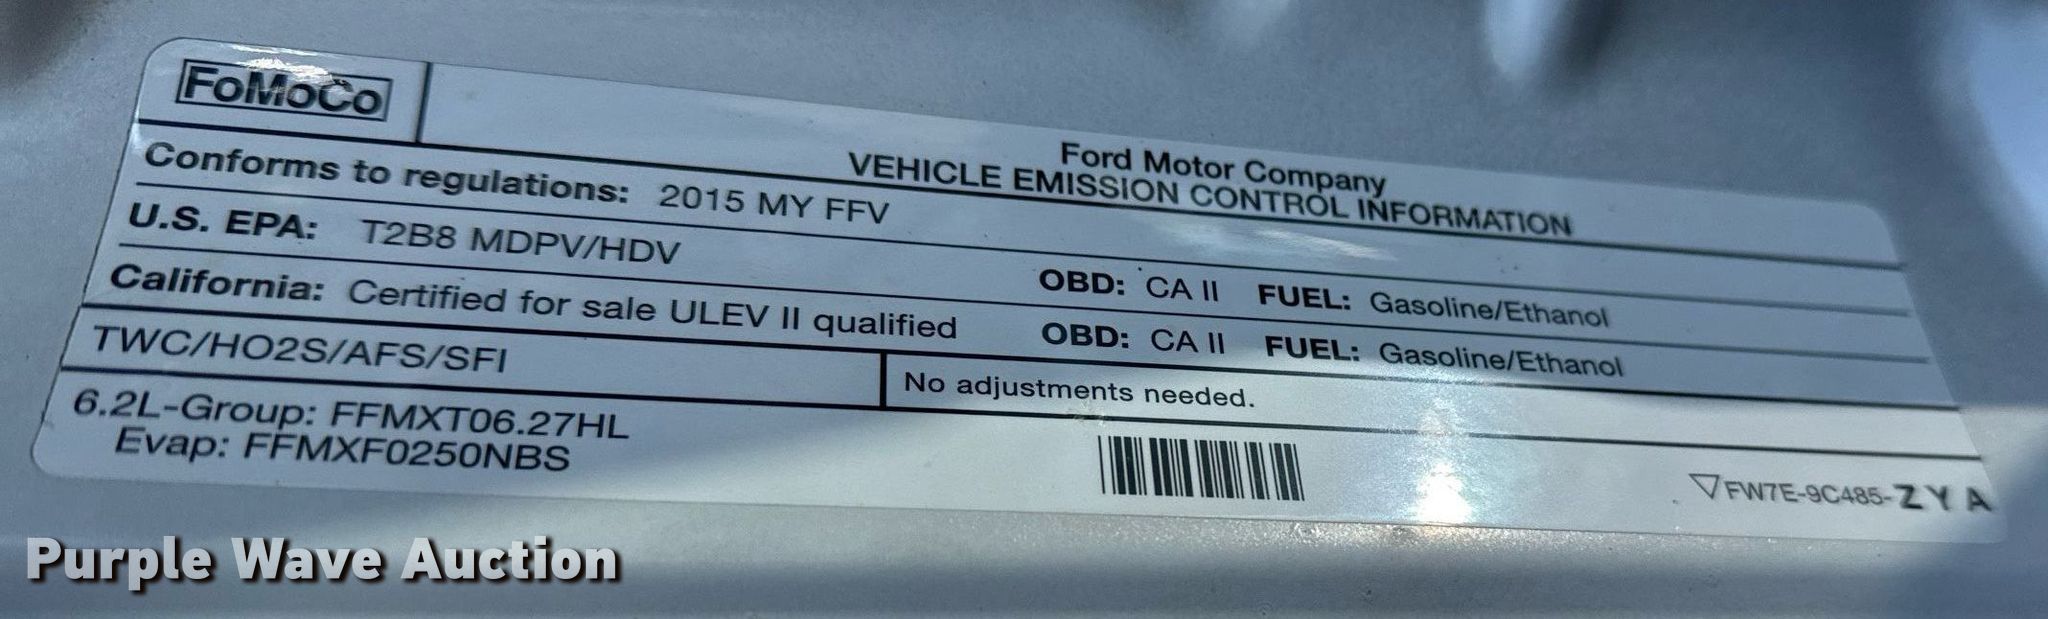 FoMoCo
Ford Motor Company
VEHICLE EMISSION CONTROL INFORMATION
Conforms to regulations: 2015 MY FFV
U.S. EPA: T2B8 MDPV/HDV OBD: CA II FUEL: Gasoline/Ethanol
California: Certified for sale ULEV II qualified OBD: CA II FUEL: Gasoline/Ethanol
TWC/HO2S/AFS/SFI
No adjustments needed.
6.2L-Group: FFMXT06.27HL
Evap: FFMXF0250NBS
FW7E-9C485-ZYA
Purple Wave Auction